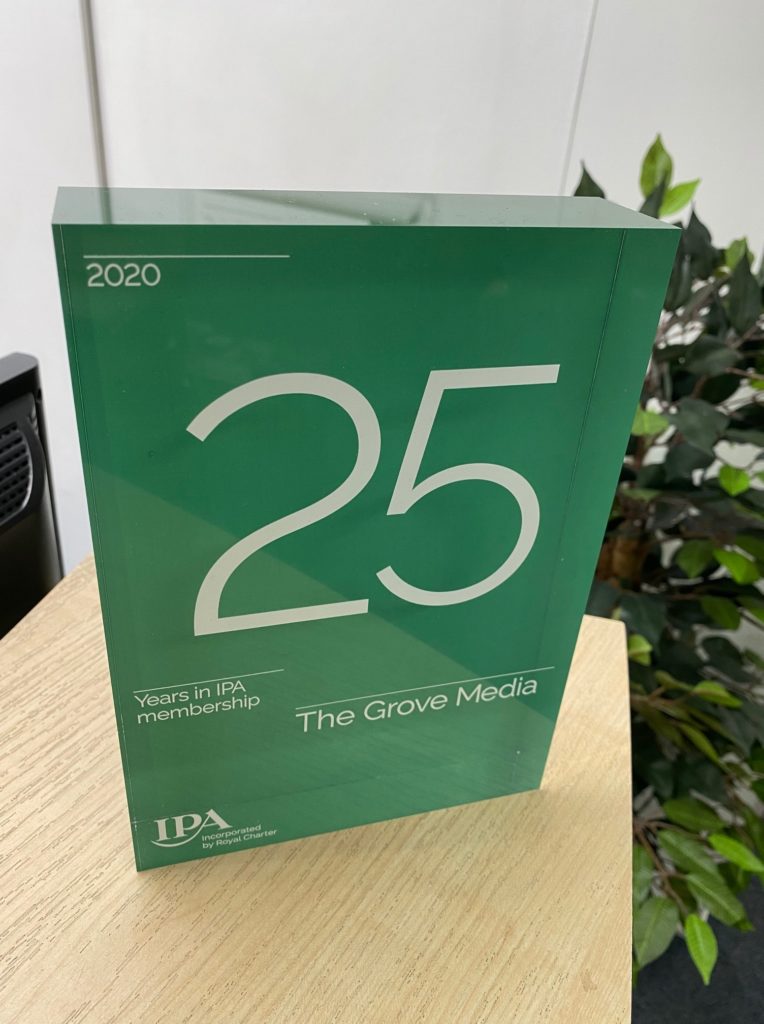 2020
25
Years in IPA
membership
The Grove Media
IPA
Incorporated
by Royal Charter